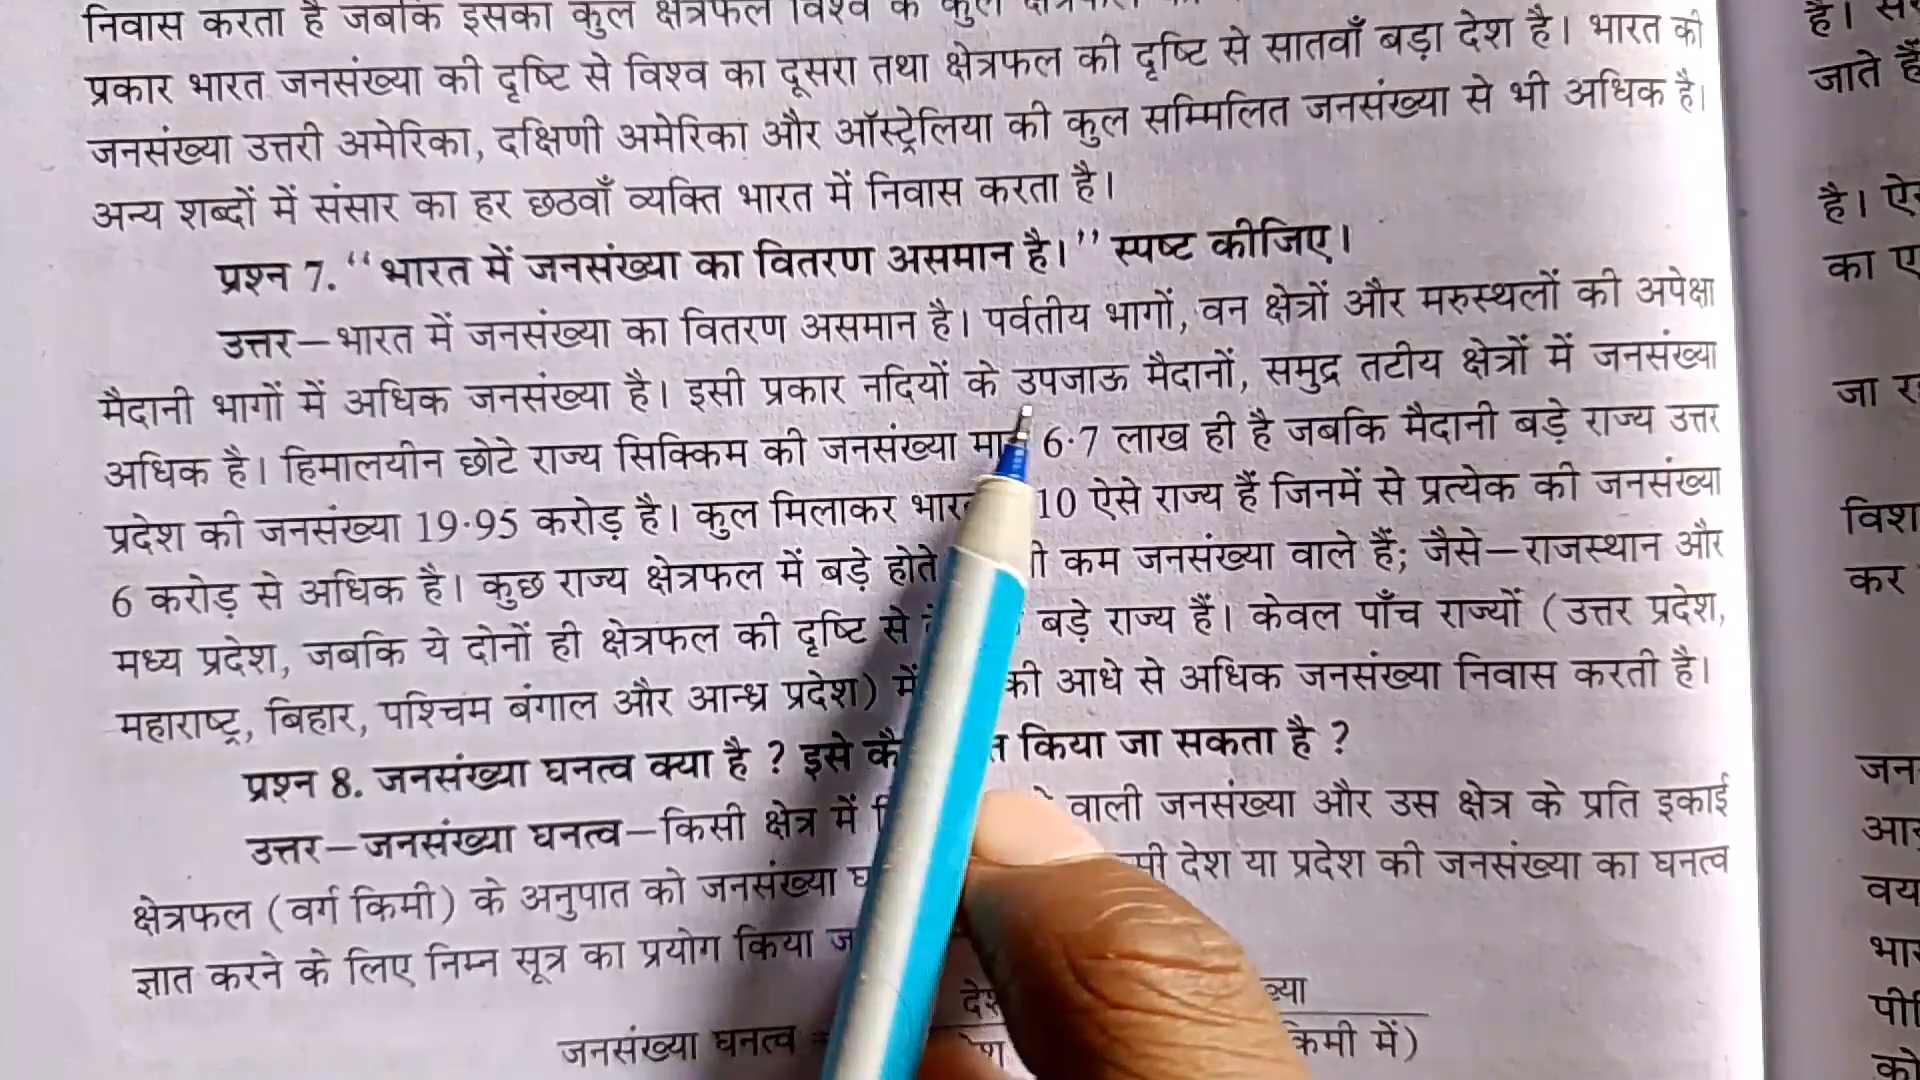 निवास करता है जबकि इसका कुल क्षेत्रफल विश्व के कुल
प्रकार भारत जनसंख्या की दृष्टि से विश्व का दूसरा तथा क्षेत्रफल की दृष्टि से सातवाँ बड़ा देश है। भारत की
जनसंख्या उत्तरी अमेरिका, दक्षिणी अमेरिका और ऑस्ट्रेलिया की कुल सम्मिलित जनसंख्या से भी अधिक है।
अन्य शब्दों में संसार का हर छठवाँ व्यक्ति भारत में निवास करता है।
प्रश्न 7. ‘‘भारत में जनसंख्या का वितरण असमान है।’’ स्पष्ट कीजिए।
उत्तर—भारत में जनसंख्या का वितरण असमान है। पर्वतीय भागों, वन क्षेत्रों और मरुस्थलों की अपेक्षा
मैदानी भागों में अधिक जनसंख्या है। इसी प्रकार नदियों के उपजाऊ मैदानों, समुद्र तटीय क्षेत्रों में जनसंख्या
अधिक है। हिमालयीन छोटे राज्य सिक्किम की जनसंख्या 6·7 लाख ही है जबकि मैदानी बड़े राज्य उत्तर
प्रदेश की जनसंख्या 19·95 करोड़ है। कुल मिलाकर 10 ऐसे राज्य हैं जिनमें से प्रत्येक की जनसंख्या
6 करोड़ से अधिक है। कुछ राज्य क्षेत्रफल में बड़े होते कम जनसंख्या वाले हैं; जैसे—राजस्थान और
मध्य प्रदेश, जबकि ये दोनों ही क्षेत्रफल की दृष्टि से बड़े राज्य हैं। केवल पाँच राज्यों (उत्तर प्रदेश,
महाराष्ट्र, बिहार, पश्चिम बंगाल और आन्ध्र प्रदेश) में की आधे से अधिक जनसंख्या निवास करती है।
प्रश्न 8. जनसंख्या घनत्व क्या है ? इसे किया जा सकता है ?
उत्तर—जनसंख्या घनत्व—किसी क्षेत्र में वाली जनसंख्या और उस क्षेत्र के प्रति इकाई
क्षेत्रफल (वर्ग किमी) के अनुपात को जनसंख्या देश या प्रदेश की जनसंख्या का घनत्व
ज्ञात करने के लिए निम्न सूत्र का प्रयोग किया
जनसंख्या घनत्व = में)
है।
जाते
है।
का
जा
कर